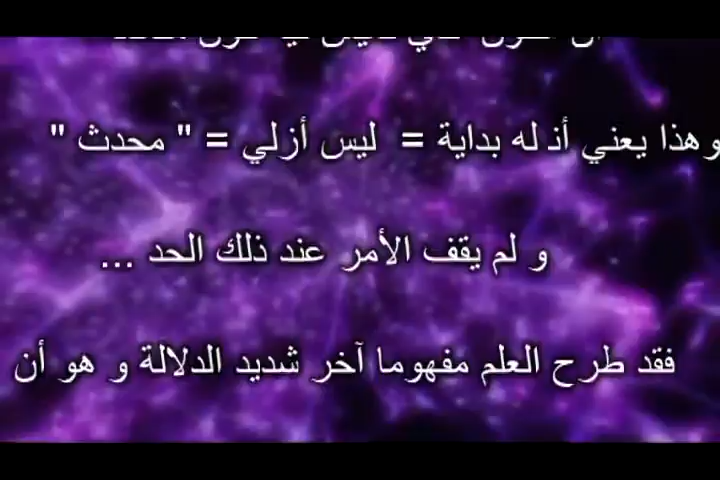 وهذا يعني أن له بداية = ليس أزلي = " محدث "
و لم يقف الأمر عند ذلك الحد ...
فقد طرح العلم مفهوما آخر شديد الدلالة و هو أن